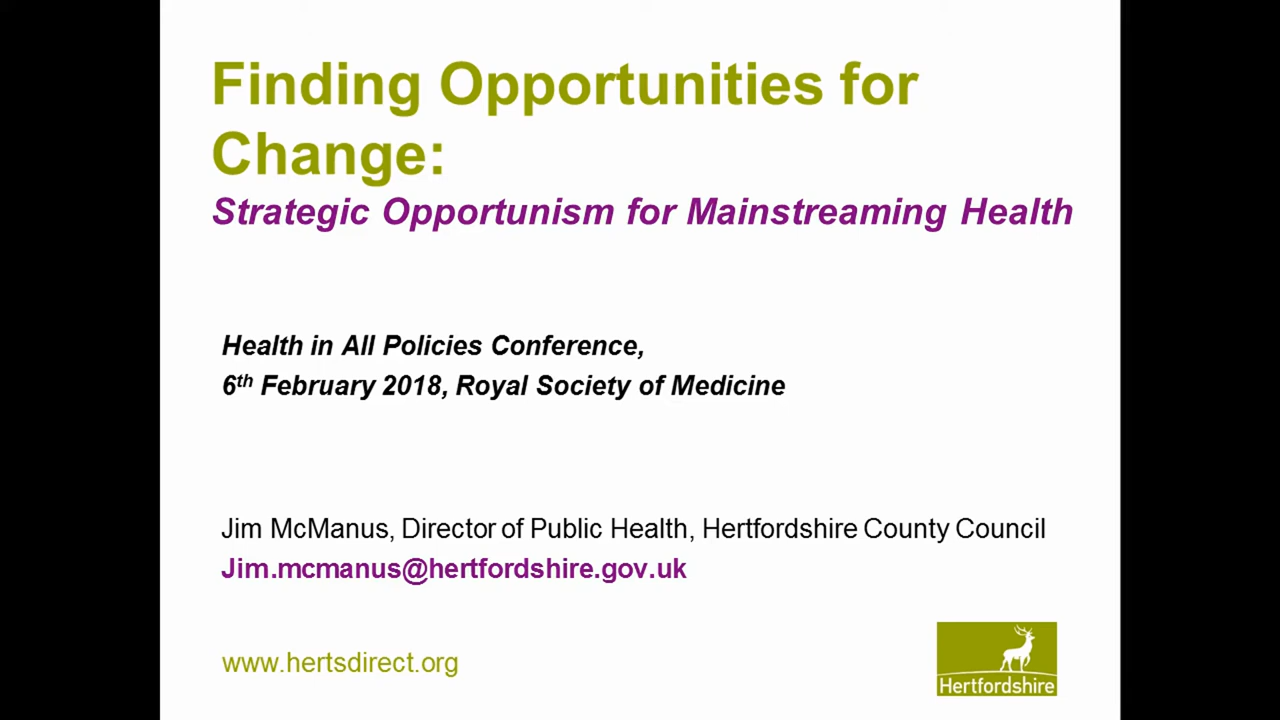 Finding Opportunities for
Change:
Strategic Opportunism for Mainstreaming Health
Health in All Policies Conference,
6th February 2018, Royal Society of Medicine
Jim McManus, Director of Public Health, Hertfordshire County Council
Jim.mcmanus@hertfordshire.gov.uk
www.hertsdirect.org
Hertfordshire